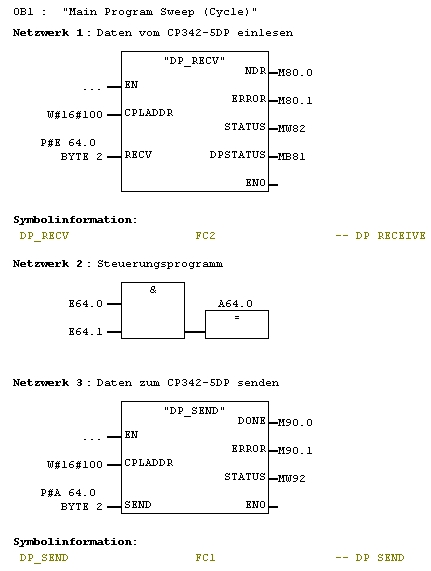 OB1 : "Main Program Sweep (Cycle)"
Netzwerk 1: Daten vom CP342-5DP einlesen
"DP_RECV"
NDR M80.0
... EN
ERROR M80.1
W#16#100 CPLADDR
STATUS MW82
P#E 64.0
BYTE 2 RECV DPSTATUS MB81
ENO
Symbolinformation:
DP_RECV FC2 -- DP RECEIVE
Netzwerk 2: Steuerungsprogramm
&
E64.0 A64.0
=
E64.1
Netzwerk 3: Daten zum CP342-5DP senden
"DP_SEND"
DONE M90.0
... EN
ERROR M90.1
W#16#100 CPLADDR
STATUS MW92
P#A 64.0
BYTE 2 SEND ENO
Symbolinformation:
DP_SEND FC1 -- DP SEND